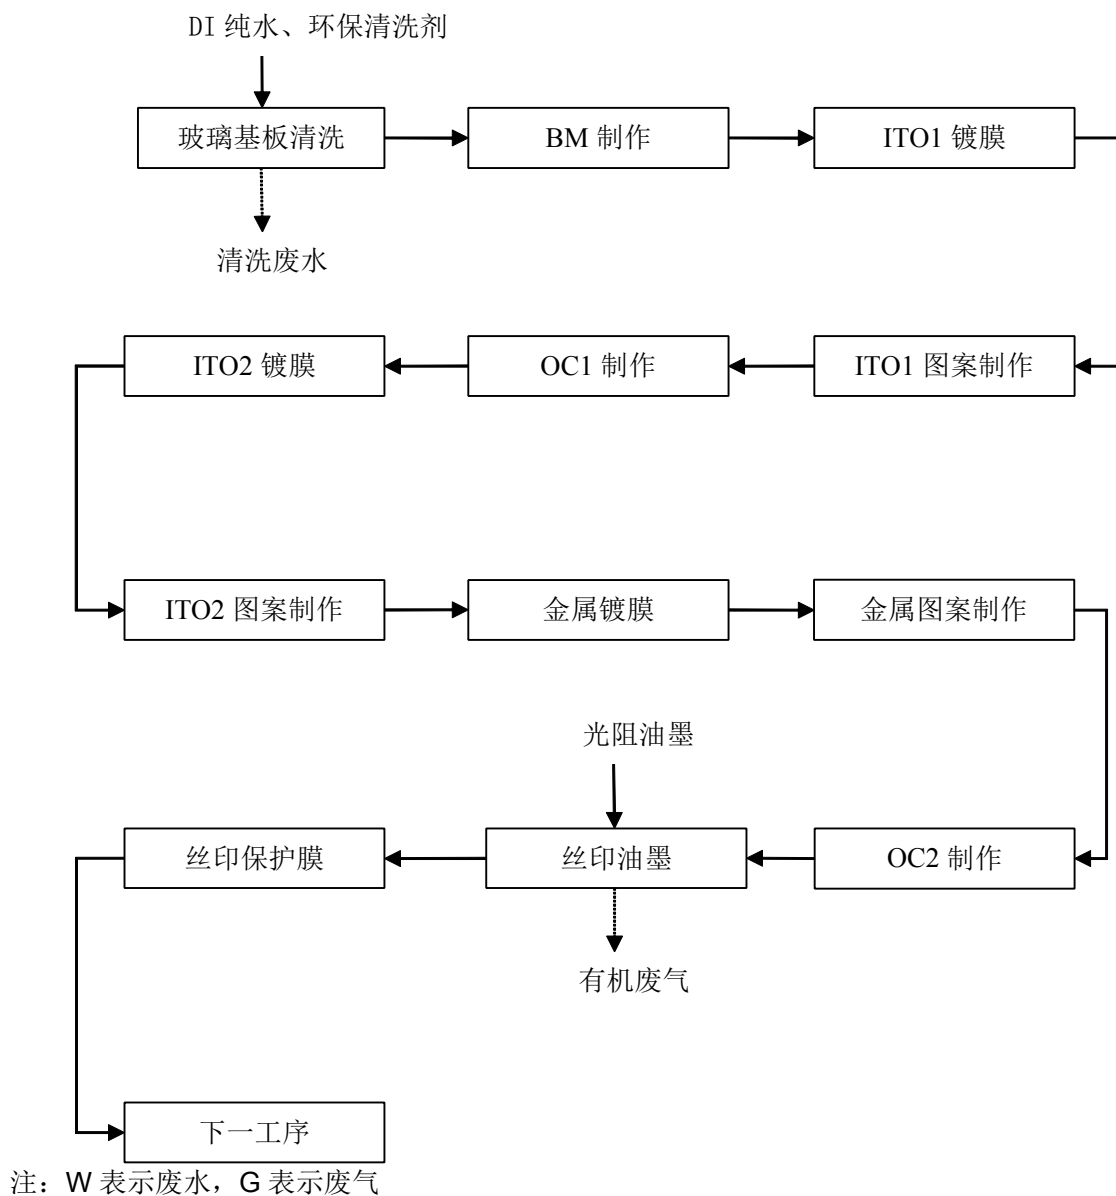 DI 纯水、环保清洗剂
玻璃基板清洗
BM 制作
ITO1 镀膜
清洗废水
ITO2 镀膜
OC1 制作
ITO1 图案制作
ITO2 图案制作
金属镀膜
金属图案制作
光阻油墨
丝印保护膜
丝印油墨
OC2 制作
有机废气
下一工序
注：W 表示废水，G 表示废气